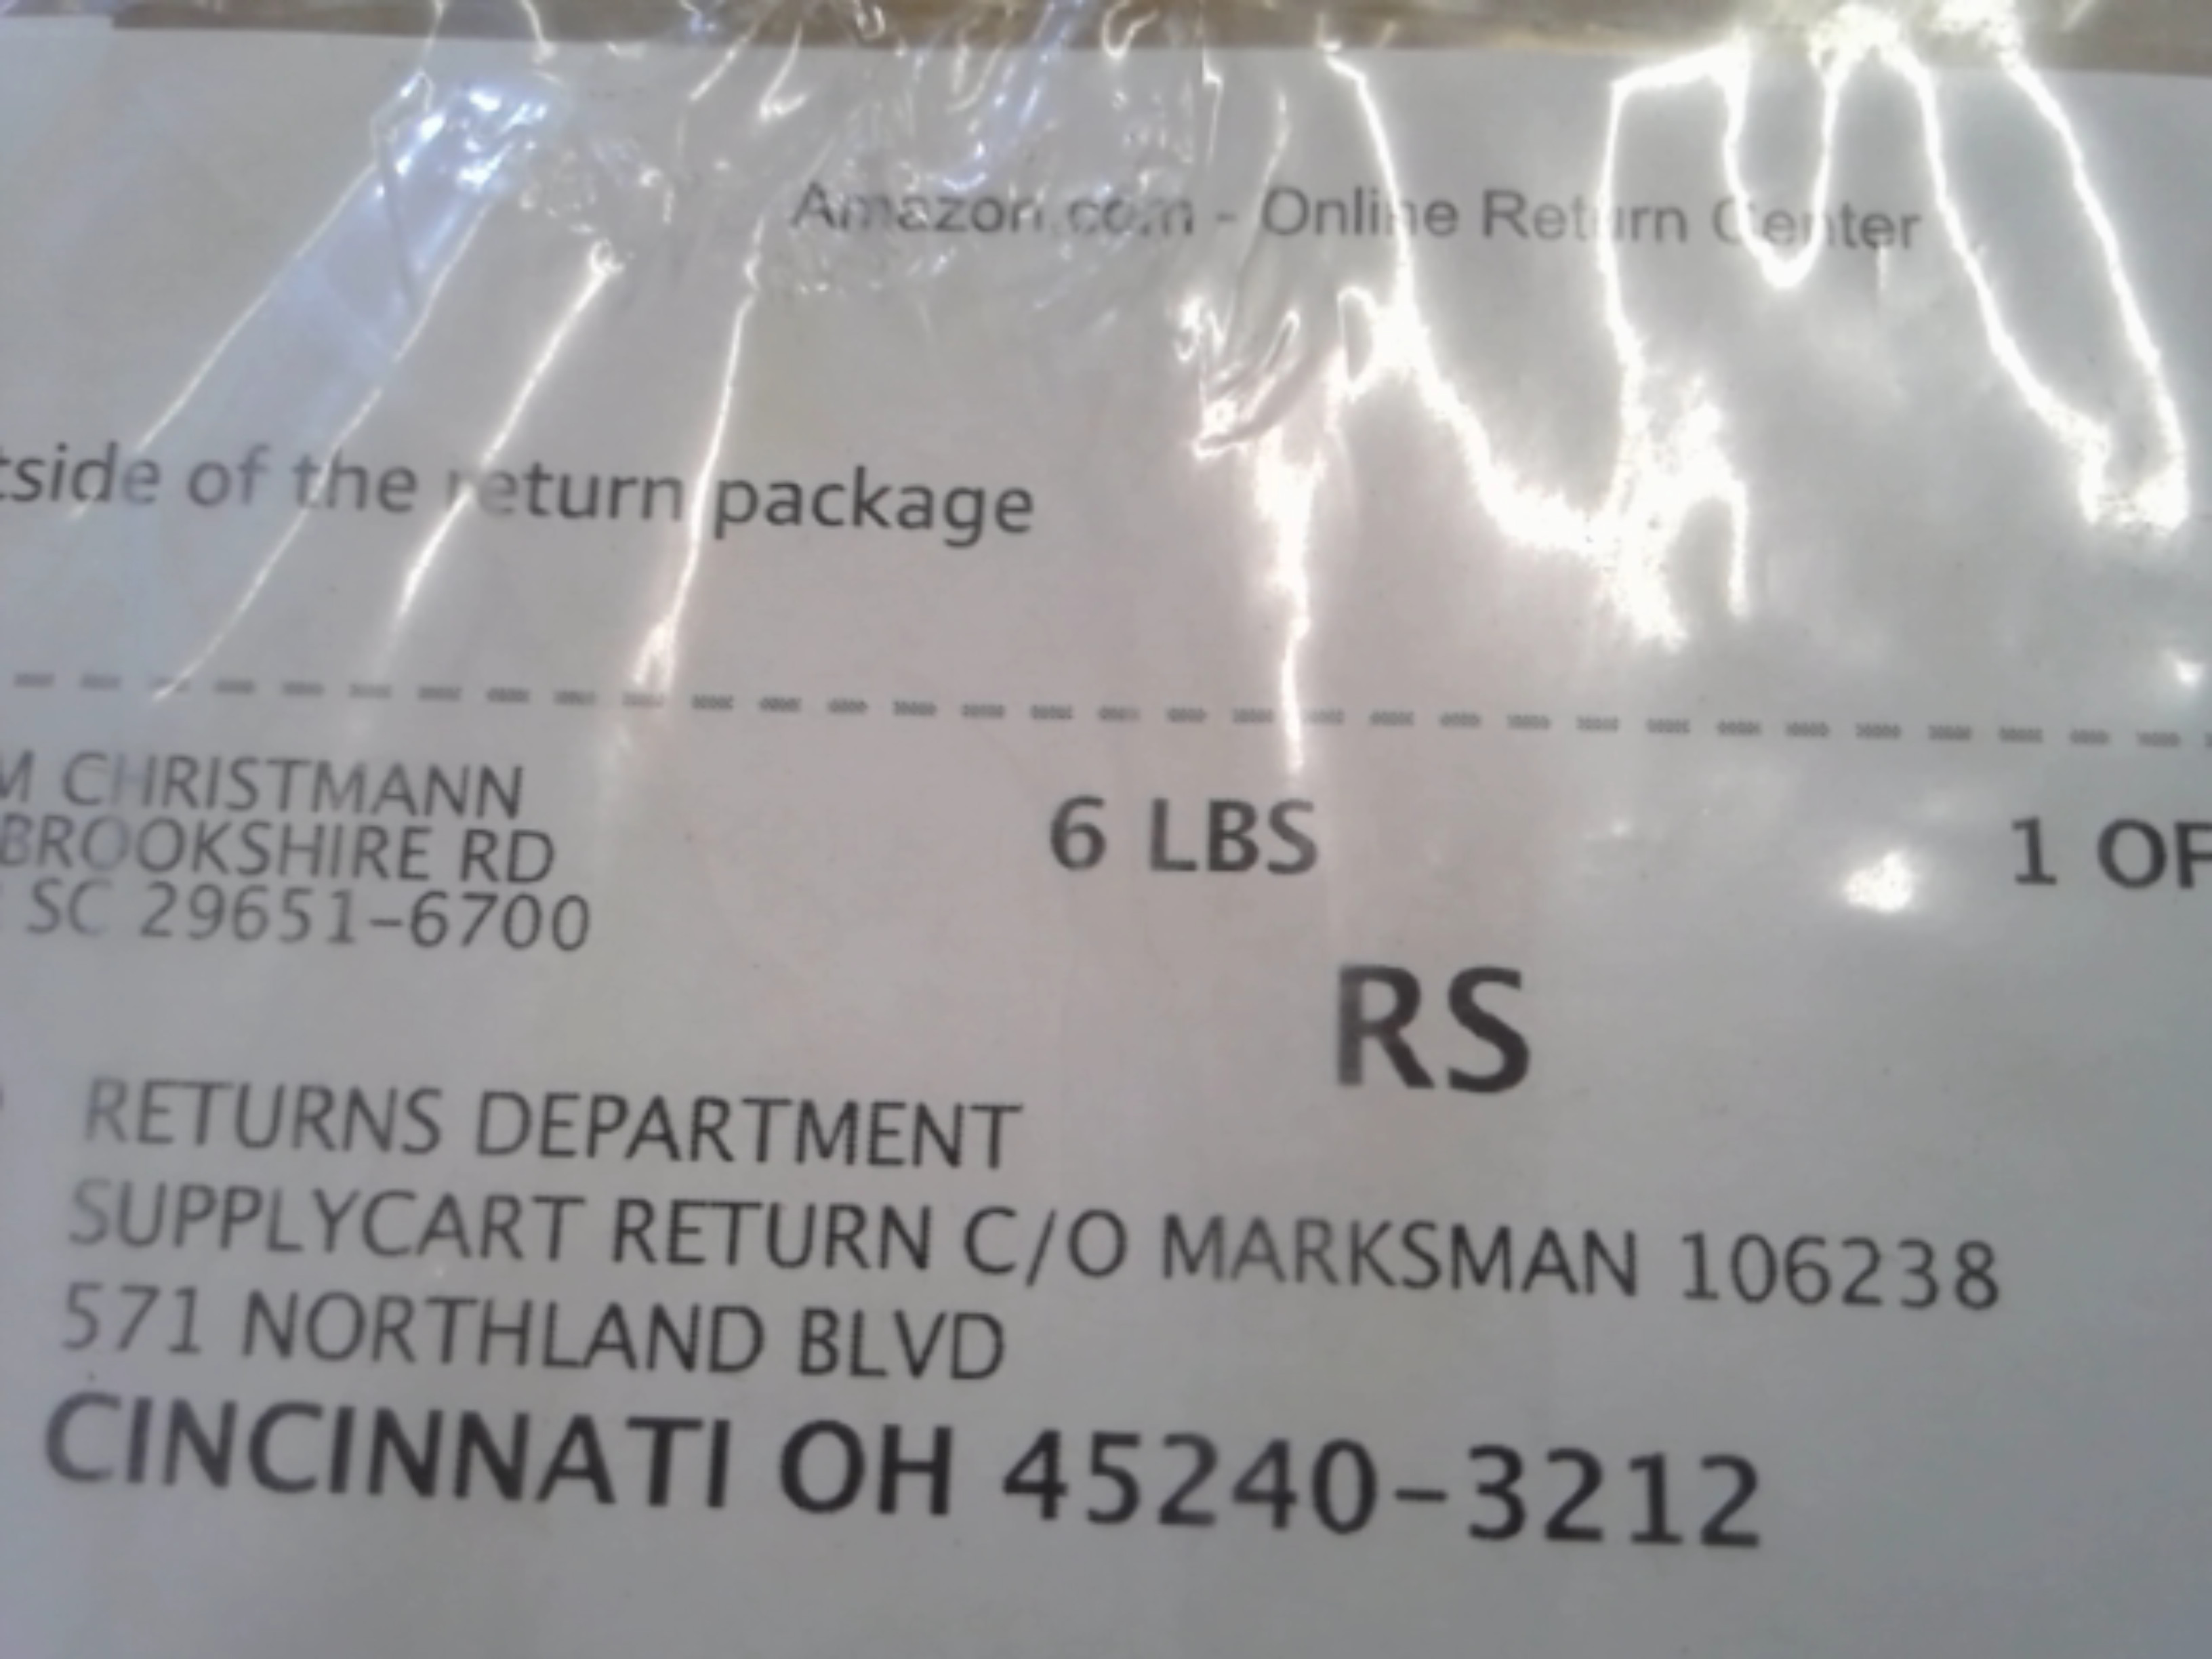 Amazon.com - Online Return Center
tside of the return package
M CHRISTMANN
BROOKSHIRE RD
SC 29651-6700
6 LBS
1 OF
RS
RETURNS DEPARTMENT
SUPPLYCART RETURN C/O MARKSMAN 106238
571 NORTHLAND BLVD
CINCINNATI OH 45240-3212